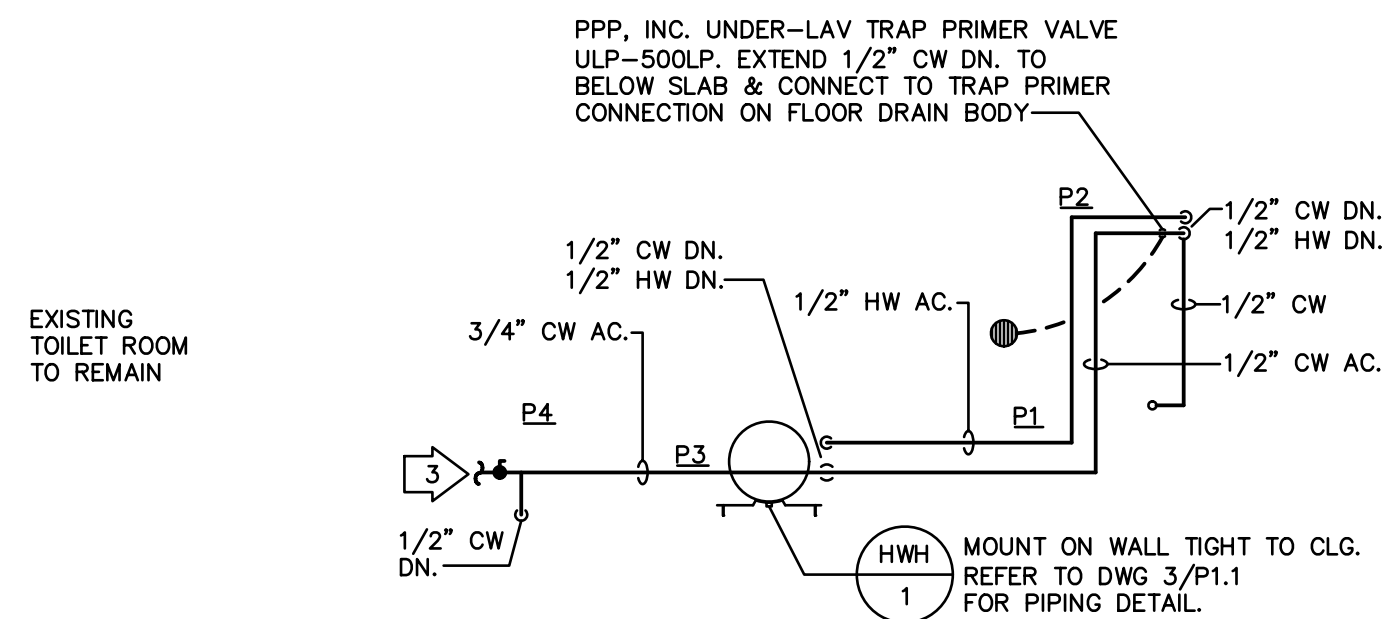 PPP, INC. UNDER-LAV TRAP PRIMER VALVE
ULP-500LP. EXTEND 1/2" CW DN. TO
BELOW SLAB & CONNECT TO TRAP PRIMER
CONNECTION ON FLOOR DRAIN BODY
P2
1/2" CW DN.
1/2" HW DN.
1/2" CW DN.
1/2" HW DN.
1/2" HW AC.
1/2" CW
3/4" CW AC.
1/2" CW AC.
EXISTING
TOILET ROOM
TO REMAIN
P4
P1
P3
3
1/2" CW
DN.
HWH
1
MOUNT ON WALL TIGHT TO CLG.
REFER TO DWG 3/P1.1
FOR PIPING DETAIL.